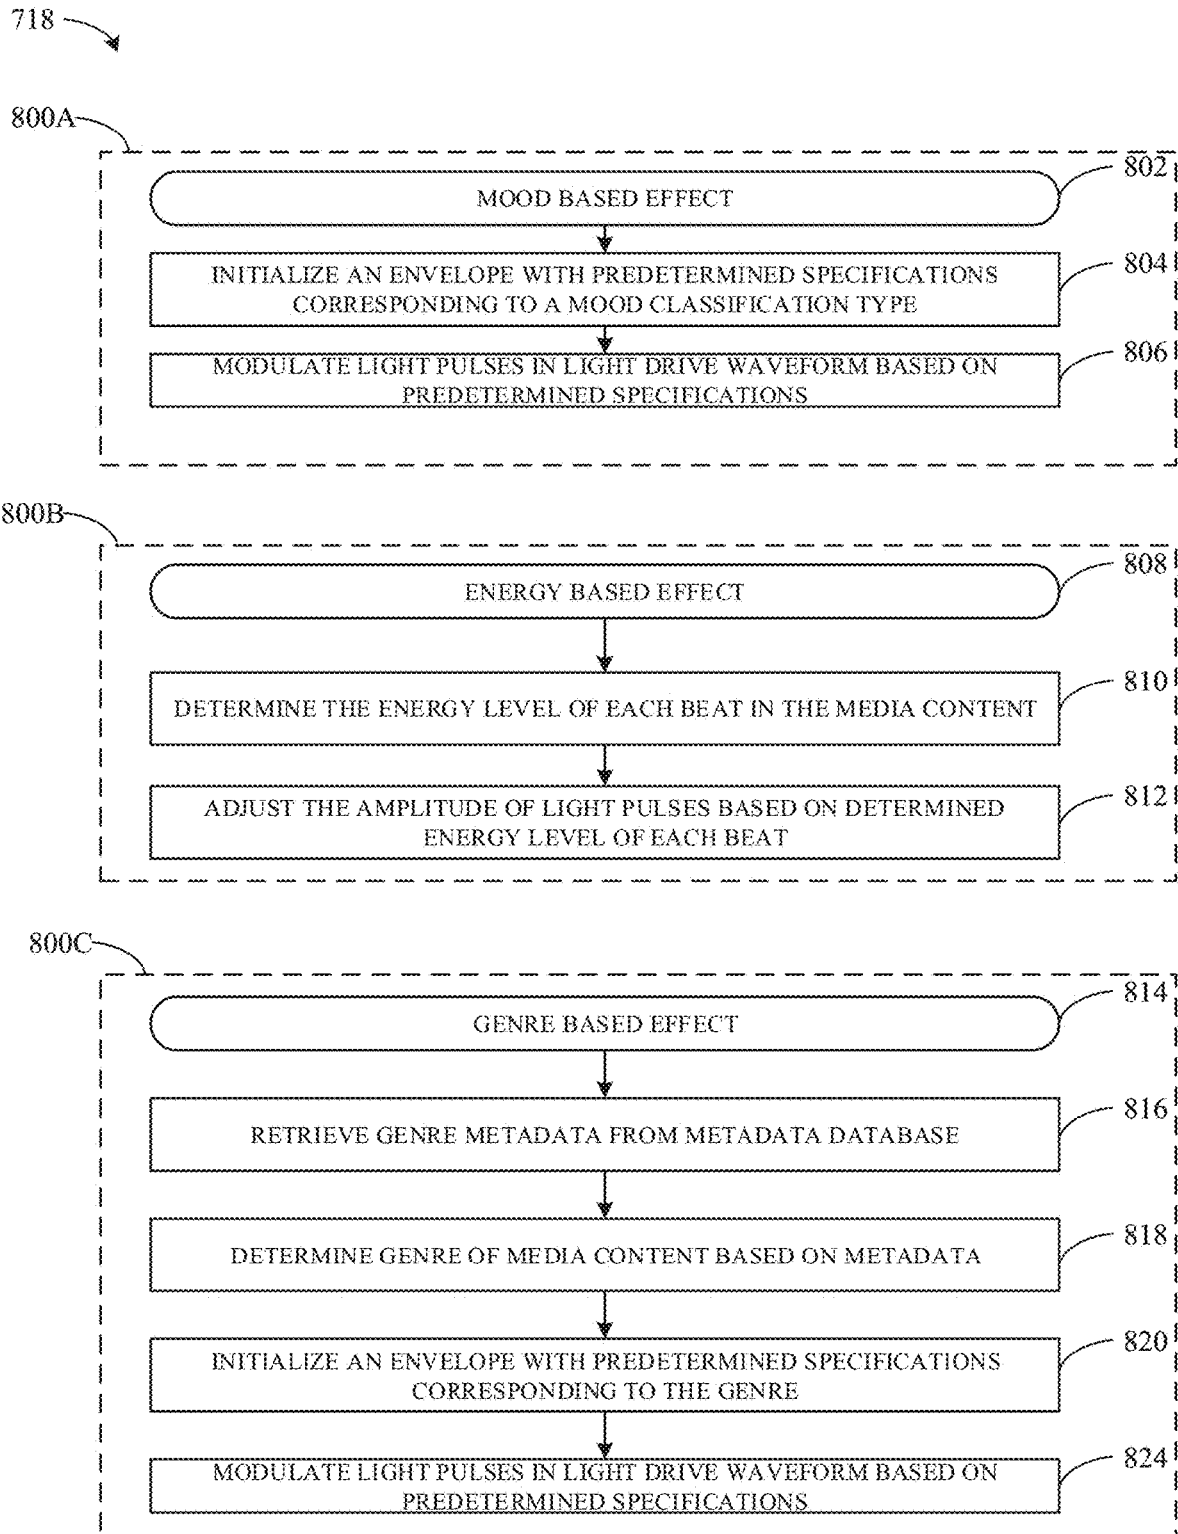 718
800A
802
MOOD BASED EFFECT
804
INITIALIZE AN ENVELOPE WITH PREDETERMINED SPECIFICATIONS
CORRESPONDING TO A MOOD CLASSIFICATION TYPE
806
MODULATE LIGHT PULSES IN LIGHT DRIVE WAVEFORM BASED ON
PREDETERMINED SPECIFICATIONS
800B
808
ENERGY BASED EFFECT
810
DETERMINE THE ENERGY LEVEL OF EACH BEAT IN THE MEDIA CONTENT
812
ADJUST THE AMPLITUDE OF LIGHT PULSES BASED ON DETERMINED
ENERGY LEVEL OF EACH BEAT
800C
814
GENRE BASED EFFECT
816
RETRIEVE GENRE METADATA FROM METADATA DATABASE
818
DETERMINE GENRE OF MEDIA CONTENT BASED ON METADATA
820
INITIALIZE AN ENVELOPE WITH PREDETERMINED SPECIFICATIONS
CORRESPONDING TO THE GENRE
824
MODULATE LIGHT PULSES IN LIGHT DRIVE WAVEFORM BASED ON
PREDETERMINED SPECIFICATIONS